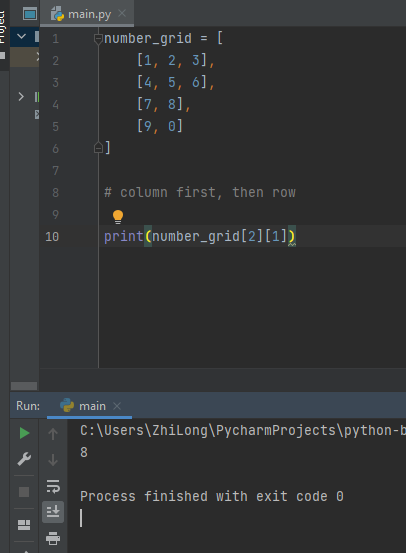 Project
main.py
1 number_grid = [
2 [1, 2, 3],
3 [4, 5, 6],
4 [7, 8],
5 [9, 0]
6 ]
7
8 # column first, then row
9
10 print(number_grid[2][1])
Run: main
C:\Users\ZhiLong\PycharmProjects\python-b
8
Process finished with exit code 0